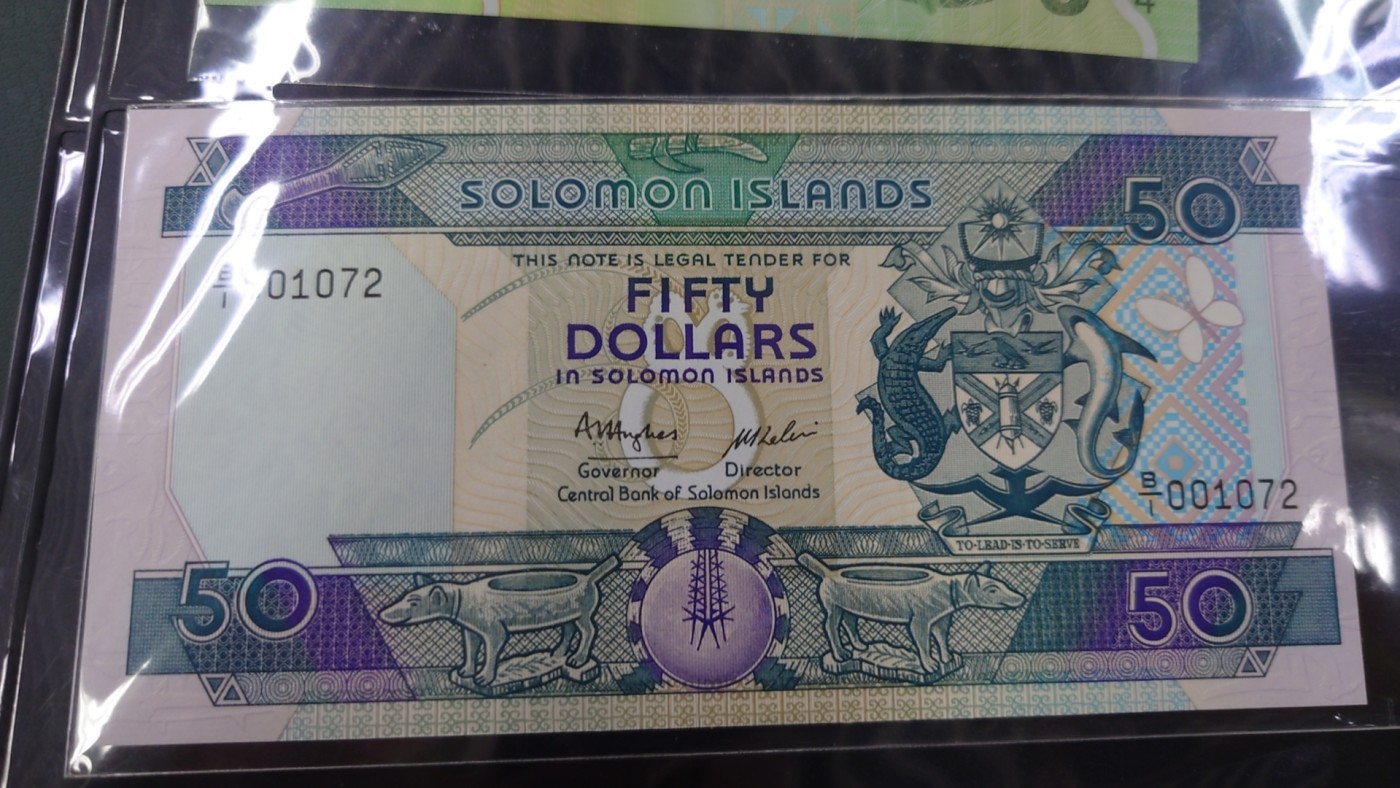 4
SOLOMON ISLANDS
50
THIS NOTE IS LEGAL TENDER FOR
B/1 001072
FIFTY
DOLLARS
IN SOLOMON ISLANDS
Governor Director
Central Bank of Solomon Islands
B/1 001072
TO·LEAD·IS·TO·SERVE
50
50